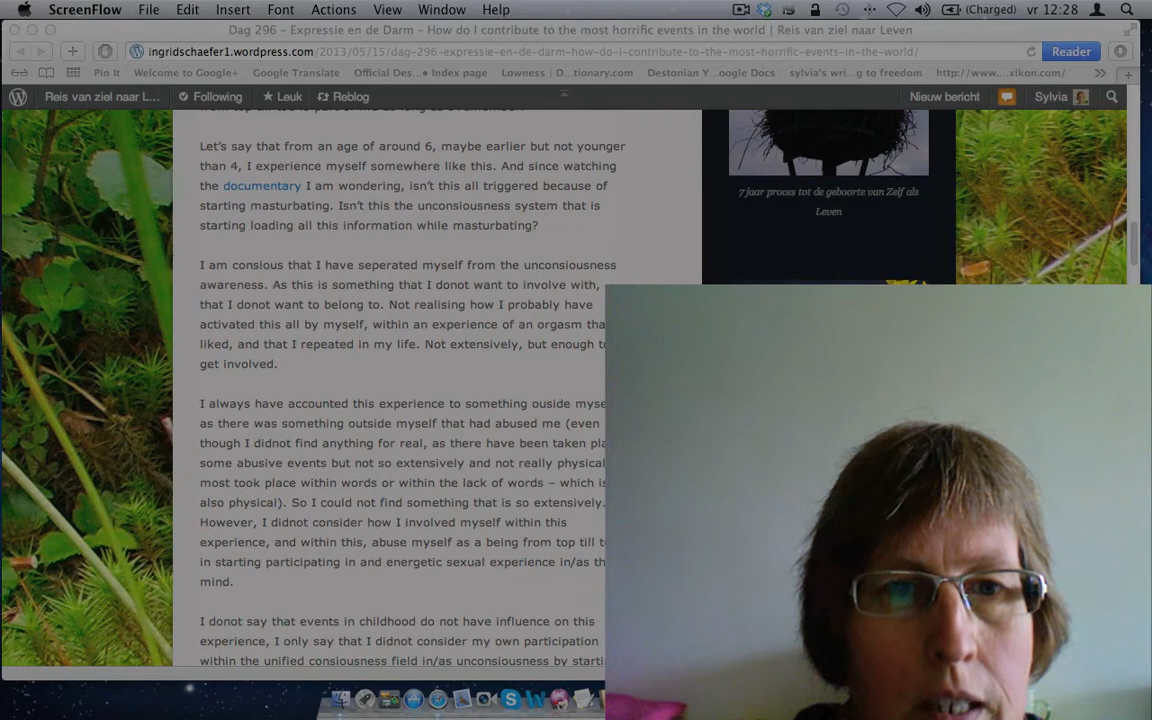 ScreenFlow File Edit Insert Font Actions View Window Help (Charged) vr 12:28
Dag 296 - Expressie en de Darm - How do I contribute to the most horrific events in the world | Reis van ziel naar Leven
ingridschaefer1.wordpress.com/2013/05/15/dag-296-expressie-en-de-darm-how-do-i-contribute-to-the-most-horrific-events-in-the-world/ Reader
Pin It Welcome to Google+ Google Translate Official Des...• Index page Lowness | D...tionary.com Destonian Y...oogle Docs sylvia's wri...g to freedom http://www....xikon.com/
Reis van ziel naar L... Following Leuk Reblog Nieuw bericht Sylvia
Let's say that from an age of around 6, maybe earlier but not younger
than 4, I experience myself somewhere like this. And since watching
the documentary I am wondering, isn't this all triggered because of
starting masturbating. Isn't this the unconsiousness system that is
starting loading all this information while masturbating?
I am consious that I have seperated myself from the unconsiousness
awareness. As this is something that I donot want to involve with,
that I donot want to belong to. Not realising how I probably have
activated this all by myself, within an experience of an orgasm tha
liked, and that I repeated in my life. Not extensively, but enough to
get involved.
I always have accounted this experience to something ouside myse
as there was something outside myself that had abused me (even
though I didnot find anything for real, as there have been taken pla
some abusive events but not so extensively and not really physical
most took place within words or within the lack of words – which is
also physical). So I could not find something that is so extensively.
However, I didnot consider how I involved myself within this
experience, and within this, abuse myself as a being from top till t
in starting participating in and energetic sexual experience in/as th
mind.
I donot say that events in childhood do not have influence on this
experience, I only say that I didnot consider my own participation
within the unified consiousness field in/as unconsiousness by starti
7 jaar proces tot de geboorte van Zelf als
Leven